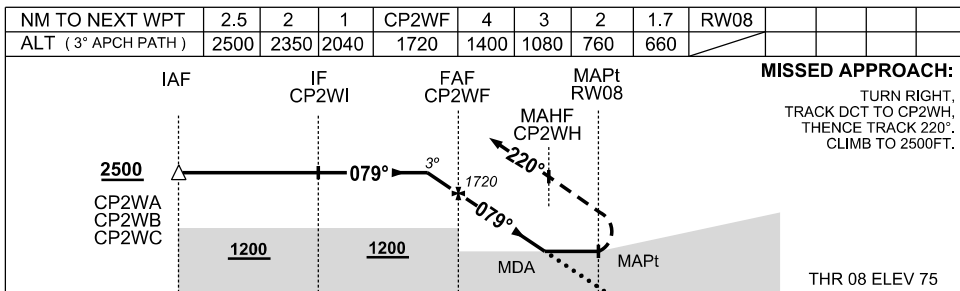 NM TO NEXT WPT 2.5 2 1 CP2WF 4 3 2 1.7 RW08
ALT ( 3° APCH PATH ) 2500 2350 2040 1720 1400 1080 760 660
MISSED APPROACH:
TURN RIGHT,
TRACK DCT TO CP2WH,
THENCE TRACK 220°.
CLIMB TO 2500FT.
IAF
IF
CP2WI
FAF
CP2WF
MAPt
RW08
MAHF
CP2WH
2500
079°
3°
1720
220°
079°
CP2WA
CP2WB
CP2WC
1200
1200
MDA
MAPt
THR 08 ELEV 75